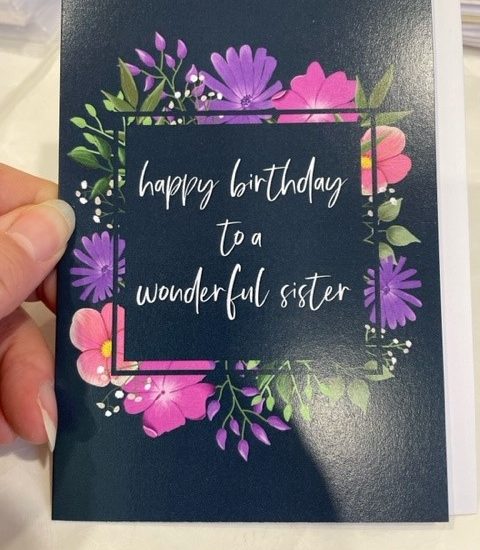 happy birthday
to a
wonderful sister